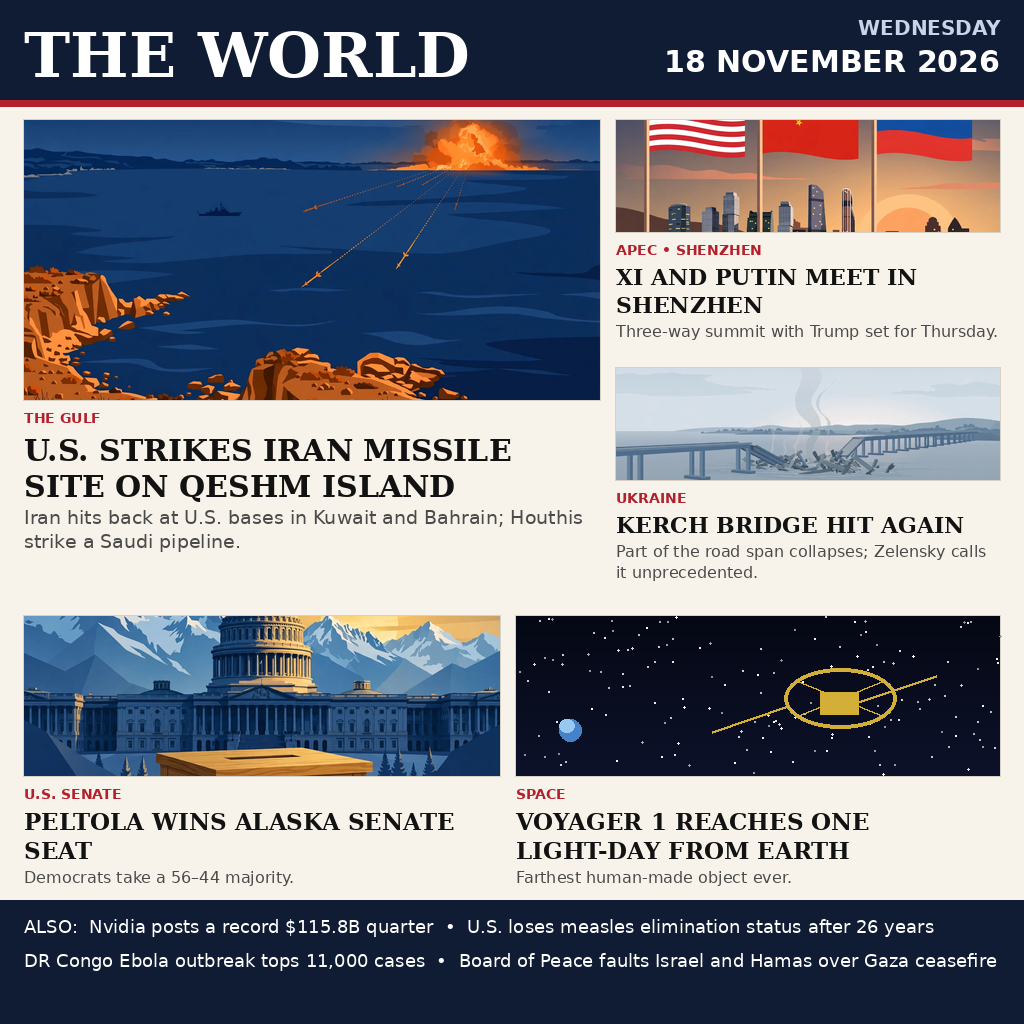 THE WORLD
WEDNESDAY
18 NOVEMBER 2026
THE GULF
U.S. STRIKES IRAN MISSILE
SITE ON QESHM ISLAND
Iran hits back at U.S. bases in Kuwait and Bahrain; Houthis
strike a Saudi pipeline.
APEC • SHENZHEN
XI AND PUTIN MEET IN
SHENZHEN
Three-way summit with Trump set for Thursday.
UKRAINE
KERCH BRIDGE HIT AGAIN
Part of the road span collapses; Zelensky calls
it unprecedented.
U.S. SENATE
PELTOLA WINS ALASKA SENATE
SEAT
Democrats take a 56–44 majority.
SPACE
VOYAGER 1 REACHES ONE
LIGHT-DAY FROM EARTH
Farthest human-made object ever.
ALSO: Nvidia posts a record $115.8B quarter • U.S. loses measles elimination status after 26 years
DR Congo Ebola outbreak tops 11,000 cases • Board of Peace faults Israel and Hamas over Gaza ceasefire